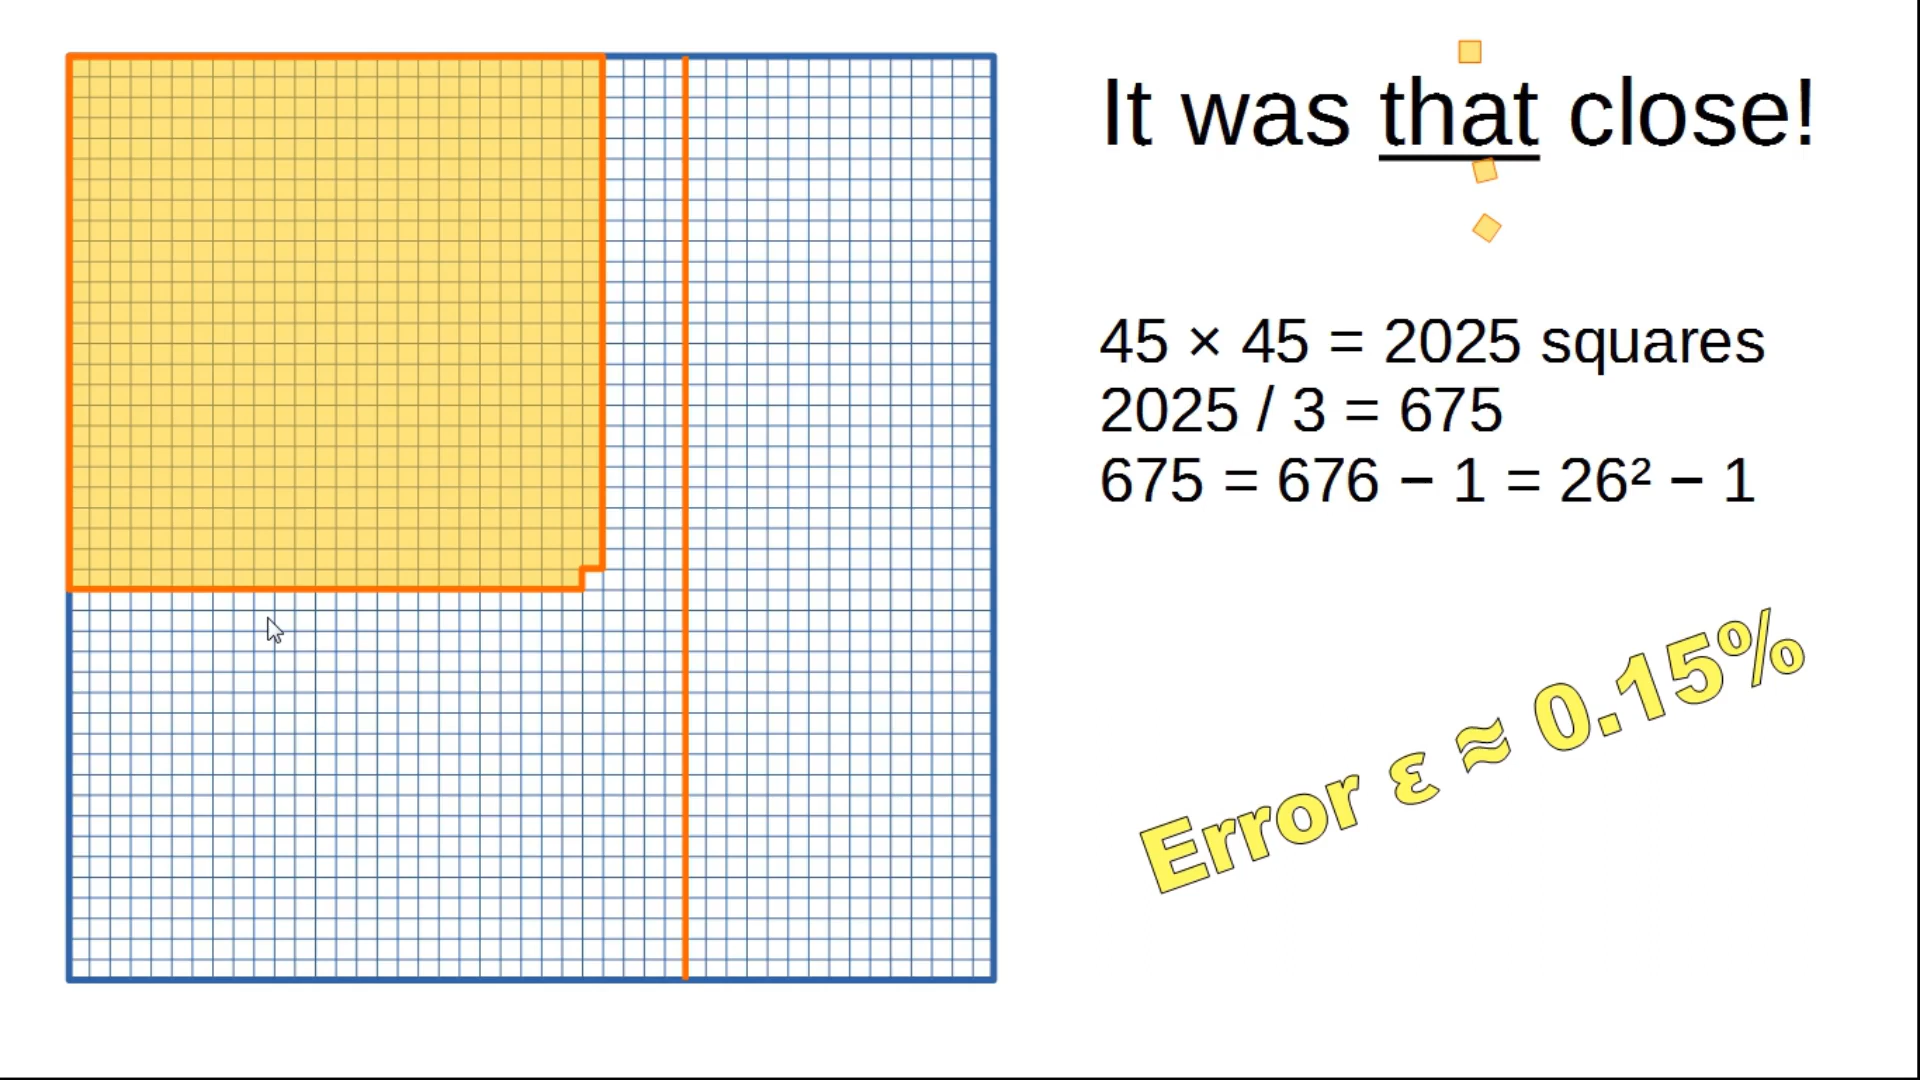 It was that close!
45 × 45 = 2025 squares
2025 / 3 = 675
675 = 676 − 1 = 26² − 1
Error ε ≈ 0.15%